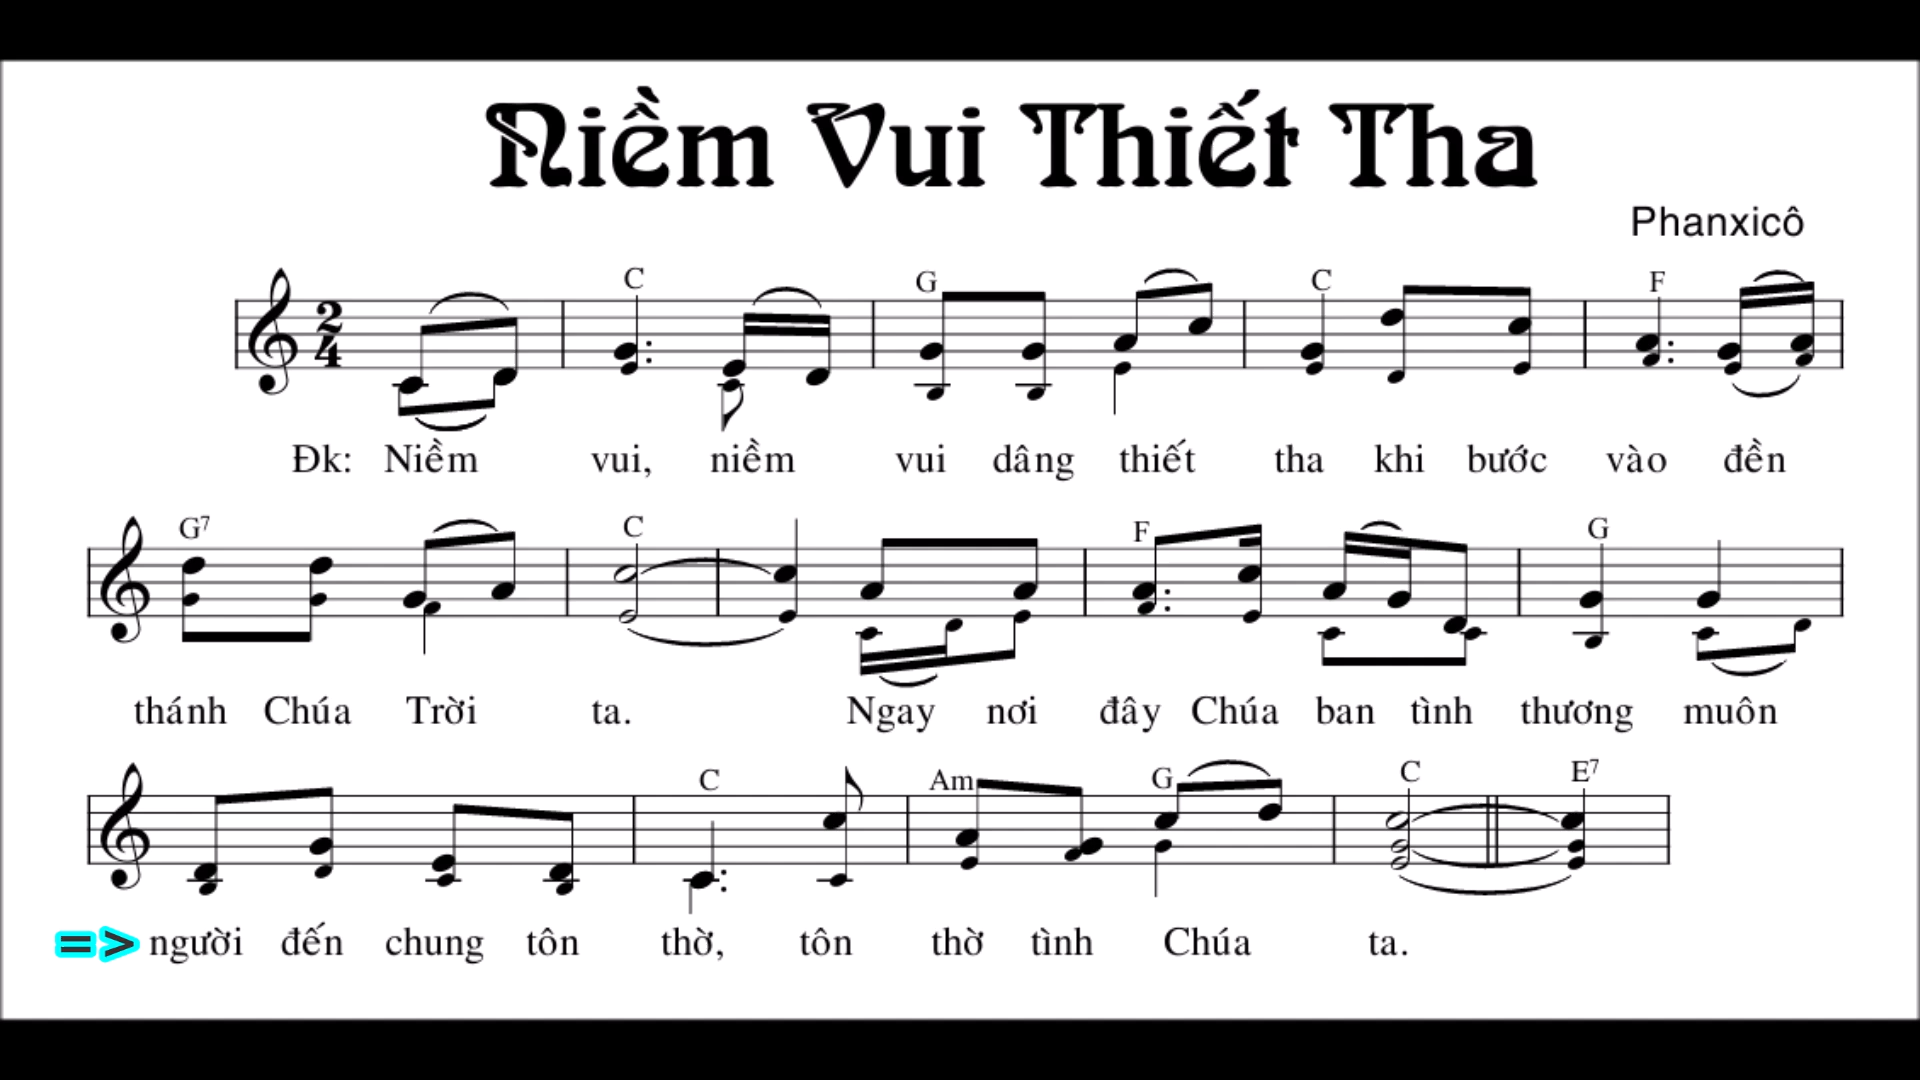 Niềm Vui Thiết Tha
Phanxicô
2
4
C G C F
Đk: Niềm vui, niềm vui dâng thiết tha khi bước vào đền
G7 C F G
thánh Chúa Trời ta. Ngay nơi đây Chúa ban tình thương muôn
C Am G C E7
=> người đến chung tôn thờ, tôn thờ tình Chúa ta.